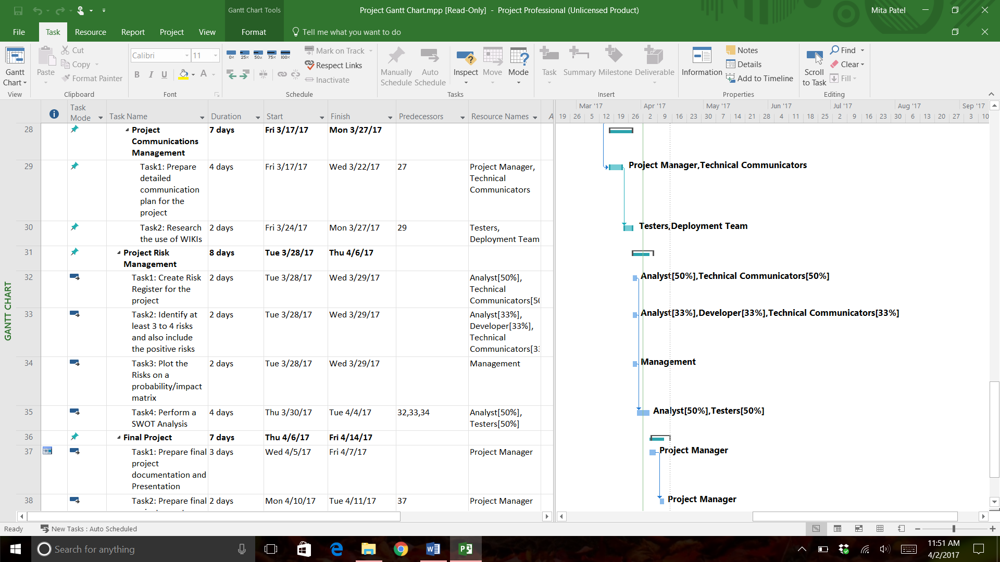 Gantt Chart Tools
Project Gantt Chart.mpp [Read-Only] - Project Professional (Unlicensed Product)
Mita Patel
File Task Resource Report Project View Format Tell me what you want to do
Gantt Chart
View
Paste
Cut
Copy
Format Painter
Clipboard
Calibri 11
B I U A
Font
0% 25% 50% 75% 100%
Mark on Track
Respect Links
Inactivate
Schedule
Manually Schedule
Auto Schedule
Inspect
Move
Mode
Tasks
Task
Summary
Milestone
Deliverable
Insert
Information
Notes
Details
Add to Timeline
Properties
Scroll to Task
Find
Clear
Fill
Editing
Task Mode Task Name Duration Start Finish Predecessors Resource Names A
Mar '17 Apr '17 May '17 Jun '17 Jul '17 Aug '17 Sep '17
19 26 5 12 19 26 2 9 16 23 30 7 14 21 28 4 11 18 25 2 9 16 23 30 6 13 20 27 3 10
GANTT CHART
28 Project 7 days Fri 3/17/17 Mon 3/27/17
Communications
Management
29 Task1: Prepare 4 days Fri 3/17/17 Wed 3/22/17 27 Project Manager, Project Manager,Technical Communicators
detailed Technical
communication Communicators
plan for the
project
30 Task2: Research 2 days Fri 3/24/17 Mon 3/27/17 29 Testers, Testers,Deployment Team
the use of WIKIs Deployment Team
31 Project Risk 8 days Tue 3/28/17 Thu 4/6/17
Management
32 Task1: Create Risk 2 days Tue 3/28/17 Wed 3/29/17 Analyst[50%], Analyst[50%],Technical Communicators[50%]
Register for the Technical
project Communicators[50
33 Task2: Identify at 2 days Tue 3/28/17 Wed 3/29/17 Analyst[33%], Analyst[33%],Developer[33%],Technical Communicators[33%]
least 3 to 4 risks Developer[33%],
and also include Technical
the positive risks Communicators[33
34 Task3: Plot the 2 days Tue 3/28/17 Wed 3/29/17 Management Management
Risks on a
probability/impact
matrix
35 Task4: Perform a 4 days Thu 3/30/17 Tue 4/4/17 32,33,34 Analyst[50%], Analyst[50%],Testers[50%]
SWOT Analysis Testers[50%]
36 Final Project 7 days Thu 4/6/17 Fri 4/14/17
37 Task1: Prepare final 3 days Wed 4/5/17 Fri 4/7/17 Project Manager Project Manager
project
documentation and
Presentation
38 Task2: Prepare final 2 days Mon 4/10/17 Tue 4/11/17 37 Project Manager Project Manager
Ready New Tasks : Auto Scheduled
Search for anything
11:51 AM
4/2/2017